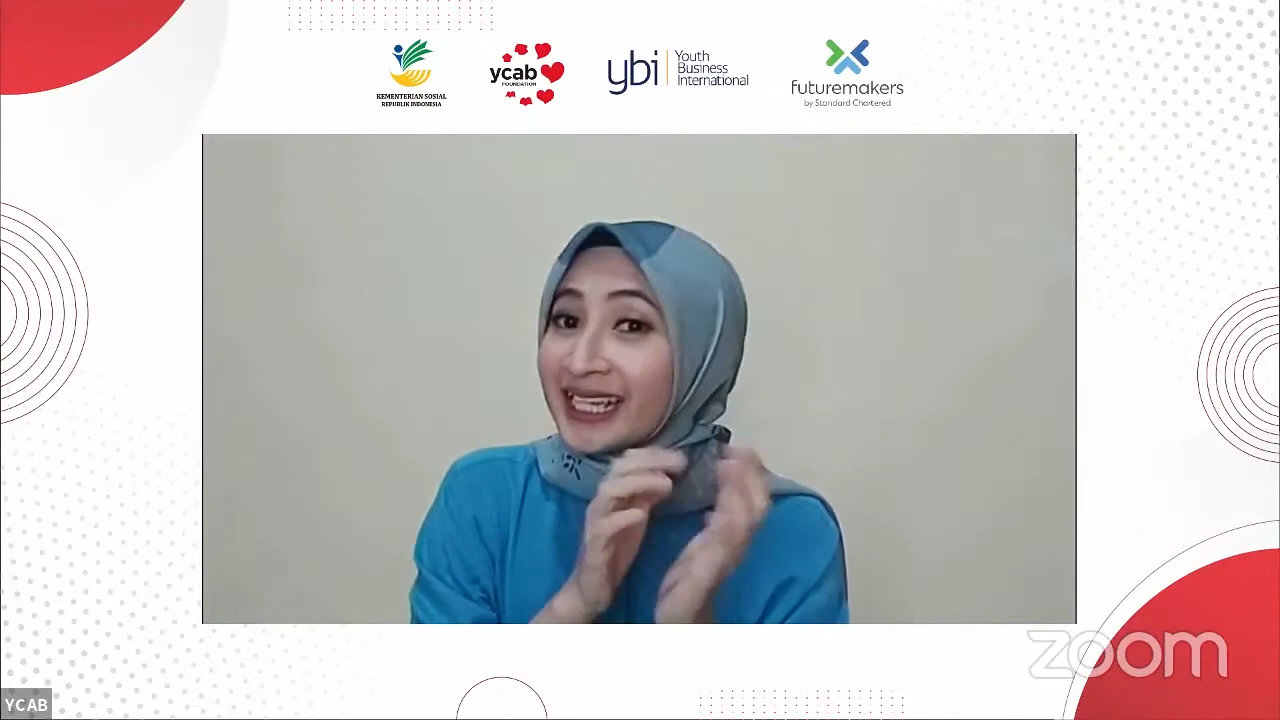 KEMENTERIAN SOSIAL
REPUBLIK INDONESIA
ycab
FOUNDATION
ybi
Youth
Business
International
futuremakers
by Standard Chartered
zoom
YCAB